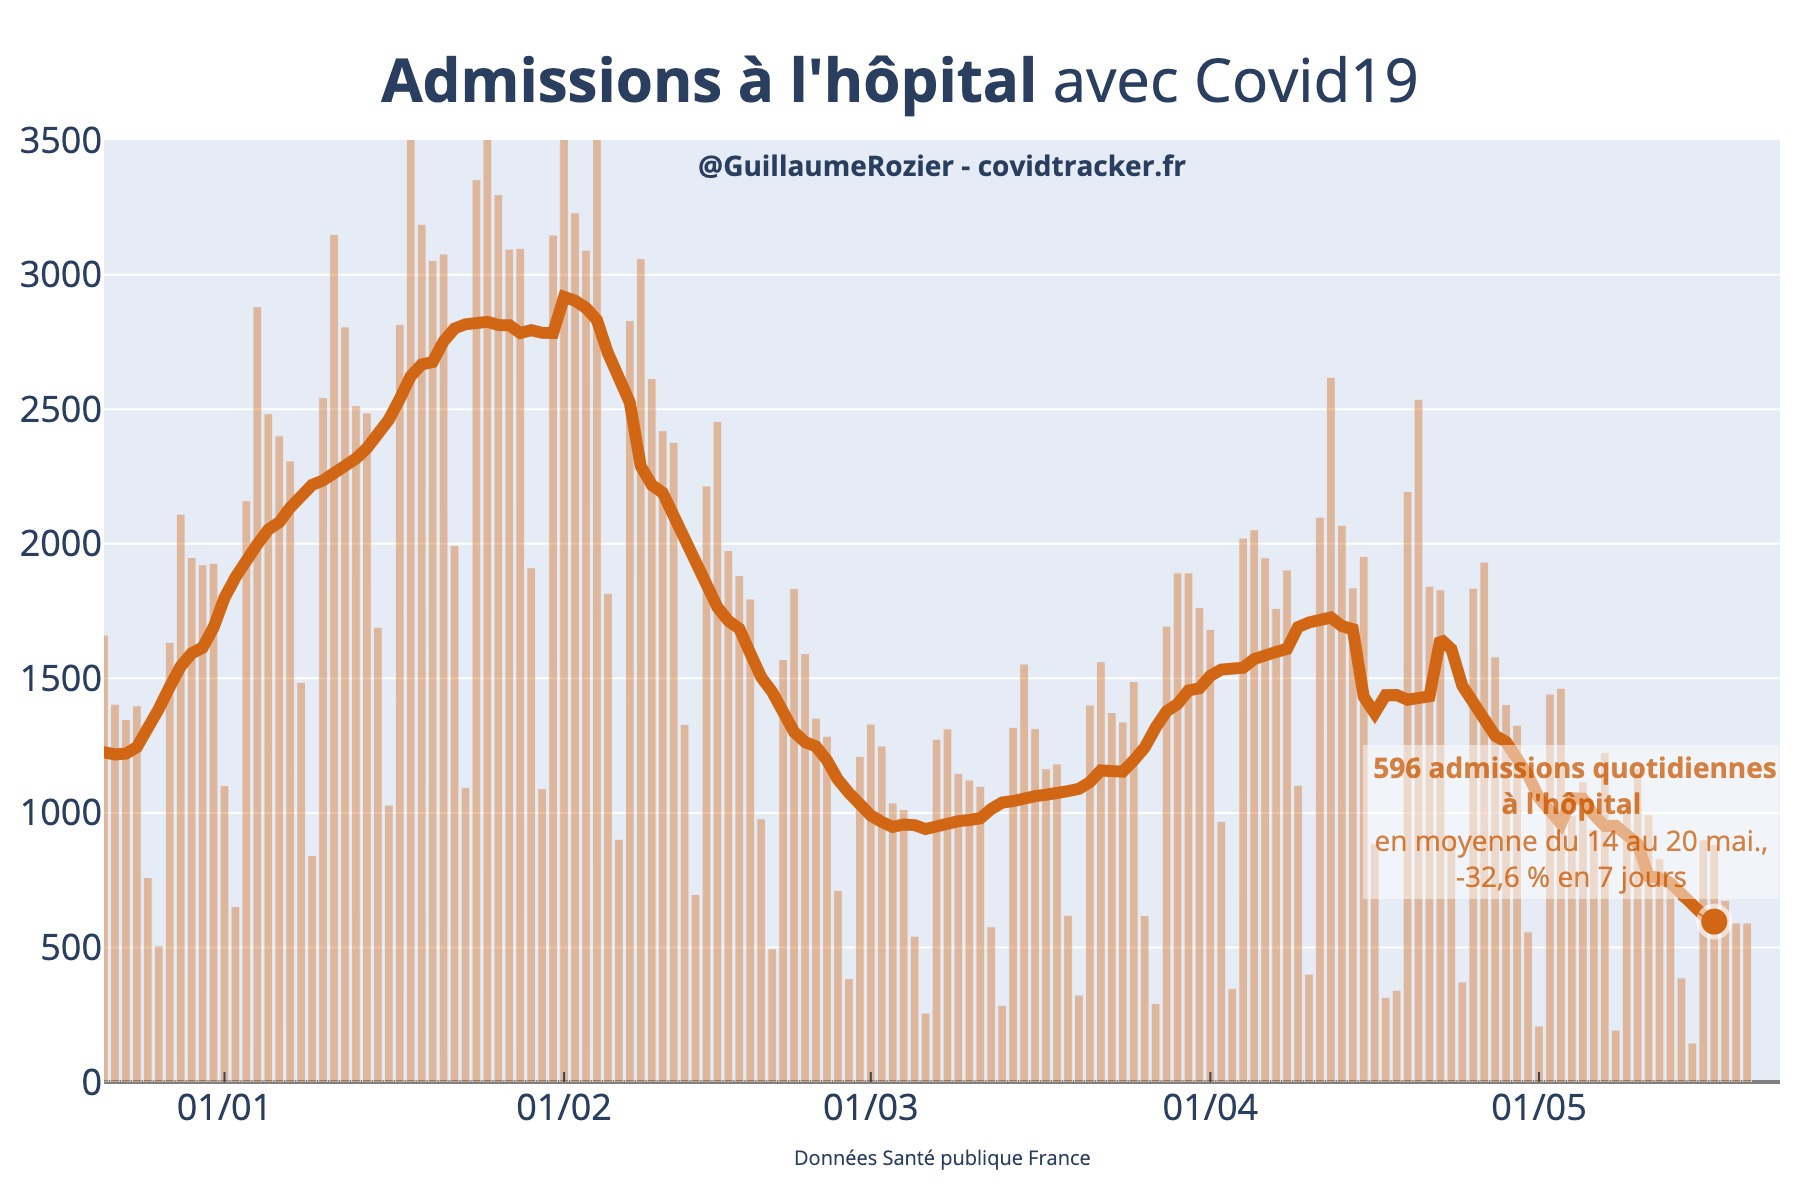 Admissions à l'hôpital avec Covid19
3500
@GuillaumeRozier - covidtracker.fr
3000
2500
2000
1500
1000
500
0
596 admissions quotidiennes
à l'hôpital
en moyenne du 14 au 20 mai.,
-32,6 % en 7 jours
01/01 01/02 01/03 01/04 01/05
Données Santé publique France